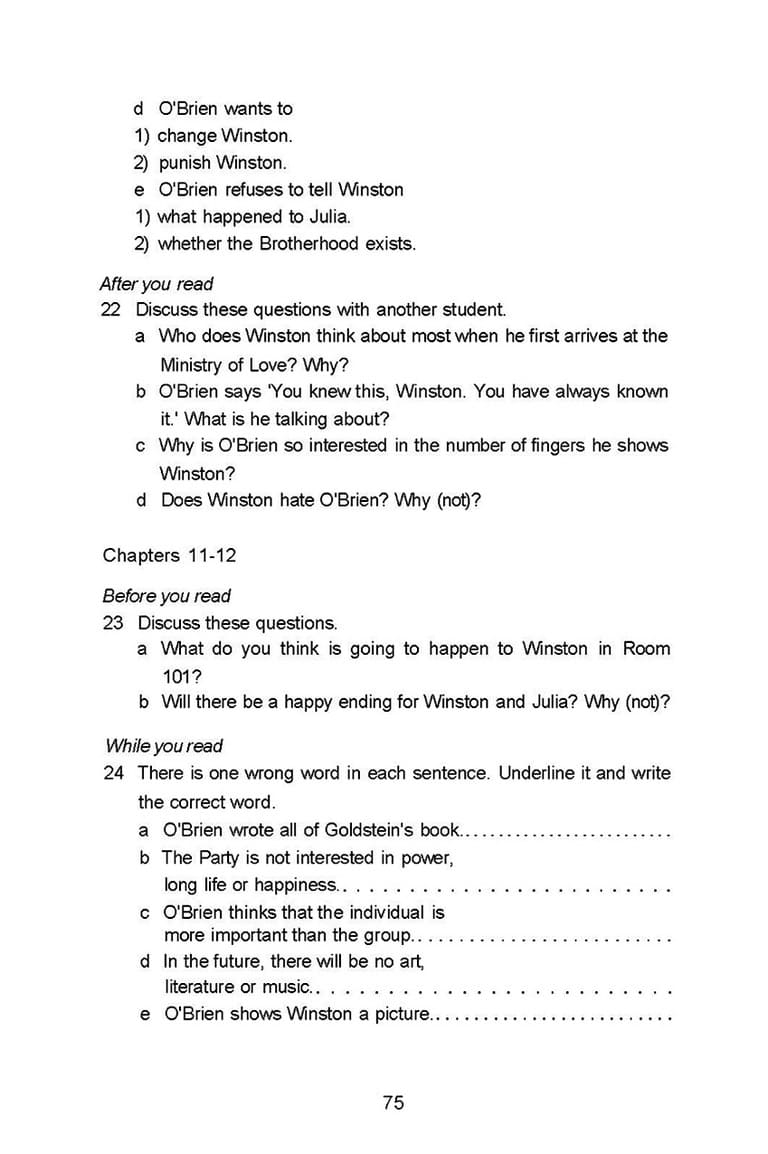 d O'Brien wants to
1) change Winston.
2) punish Winston.
e O'Brien refuses to tell Winston
1) what happened to Julia.
2) whether the Brotherhood exists.
After you read
22 Discuss these questions with another student.
a Who does Winston think about most when he first arrives at the
Ministry of Love? Why?
b O'Brien says 'You knew this, Winston. You have always known
it.' What is he talking about?
c Why is O'Brien so interested in the number of fingers he shows
Winston?
d Does Winston hate O'Brien? Why (not)?
Chapters 11-12
Before you read
23 Discuss these questions.
a What do you think is going to happen to Winston in Room
101?
b Will there be a happy ending for Winston and Julia? Why (not)?
While you read
24 There is one wrong word in each sentence. Underline it and write
the correct word.
a O'Brien wrote all of Goldstein's book..........................
b The Party is not interested in power,
long life or happiness..........................
c O'Brien thinks that the individual is
more important than the group..........................
d In the future, there will be no art,
literature or music..........................
e O'Brien shows Winston a picture..........................
75